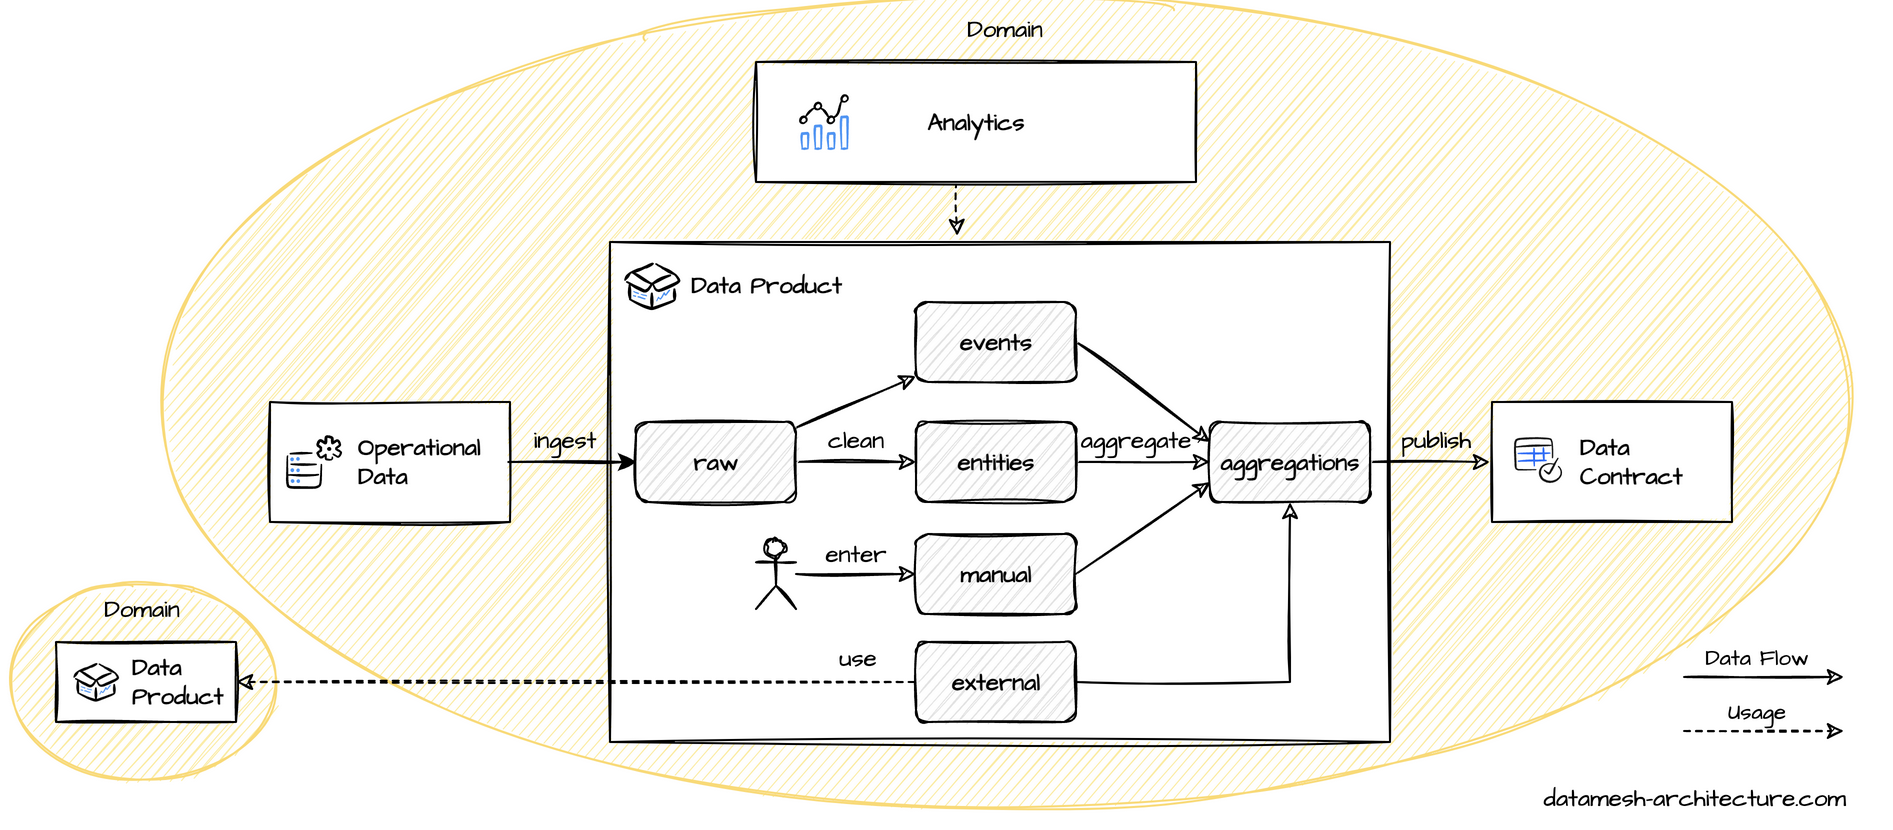 Domain
Analytics
Data Product
events
Operational
Data
ingest
raw
clean
entities
aggregate
aggregations
publish
Data
Contract
enter
manual
Domain
Data
Product
use
external
Data Flow
Usage
datamesh-architecture.com